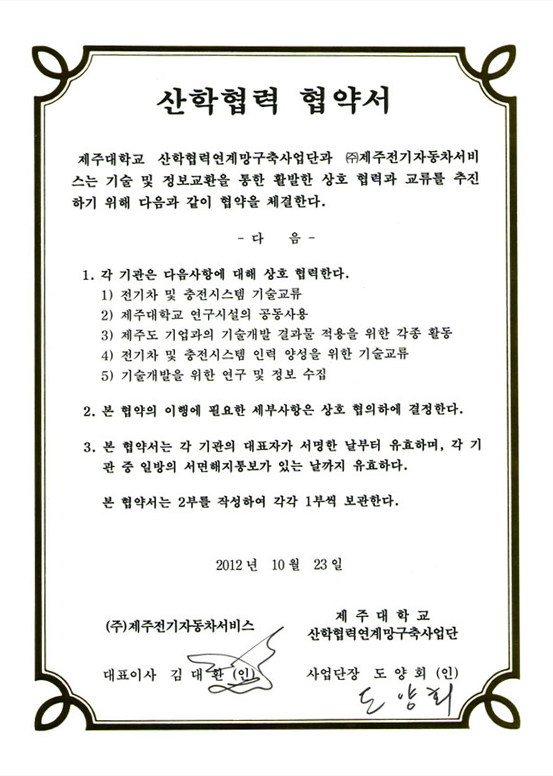 산학협력 협약서
제주대학교 산학협력연계망구축사업단과 ㈜제주전기자동차서비
스는 기술 및 정보교환을 통한 활발한 상호 협력과 교류를 추진
하기 위해 다음과 같이 협약을 체결한다.
- 다 음 -
1. 각 기관은 다음사항에 대해 상호 협력한다.
1) 전기차 및 충전시스템 기술교류
2) 제주대학교 연구시설의 공동사용
3) 제주도 기업과의 기술개발 결과물 적용을 위한 각종 활동
4) 전기차 및 충전시스템 인력 양성을 위한 기술교류
5) 기술개발을 위한 연구 및 정보 수집
2. 본 협약의 이행에 필요한 세부사항은 상호 협의하에 결정한다.
3. 본 협약서는 각 기관의 대표자가 서명한 날부터 유효하며, 각 기
관 중 일방의 서면해지통보가 있는 날까지 유효하다.
본 협약서는 2부를 작성하여 각각 1부씩 보관한다.
2012년 10월 23일
(주)제주전기자동차서비스
대표이사 김대환 (인)
제 주 대 학 교
산학협력연계망구축사업단
사업단장 도양회 (인)
도양회